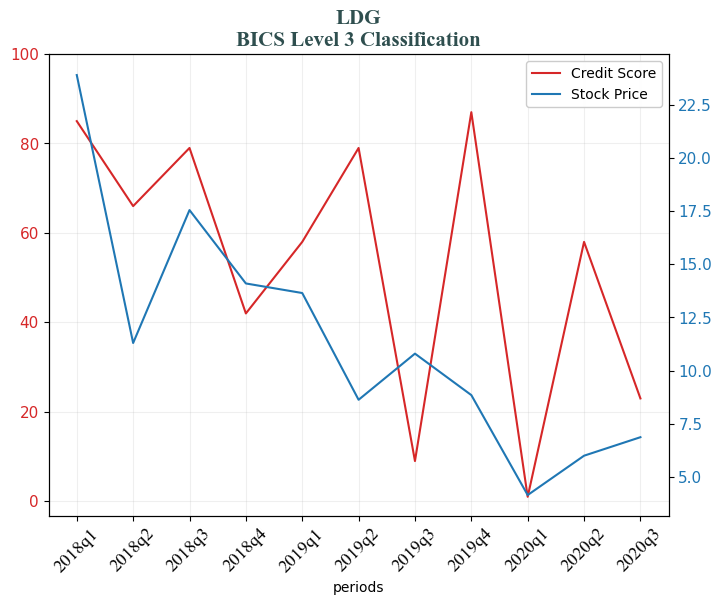 LDG
BICS Level 3 Classification
Credit Score
Stock Price
100
80
60
40
20
0
22.5
20.0
17.5
15.0
12.5
10.0
7.5
5.0
2018q1
2018q2
2018q3
2018q4
2019q1
2019q2
2019q3
2019q4
2020q1
2020q2
2020q3
periods